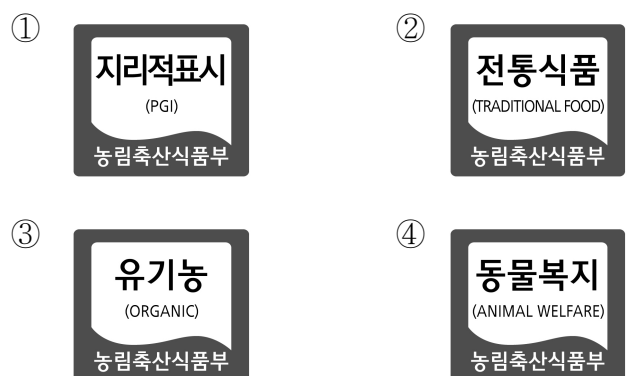 ①
지리적표시
(PGI)
농림축산식품부
②
전통식품
(TRADITIONAL FOOD)
농림축산식품부
③
유기농
(ORGANIC)
농림축산식품부
④
동물복지
(ANIMAL WELFARE)
농림축산식품부